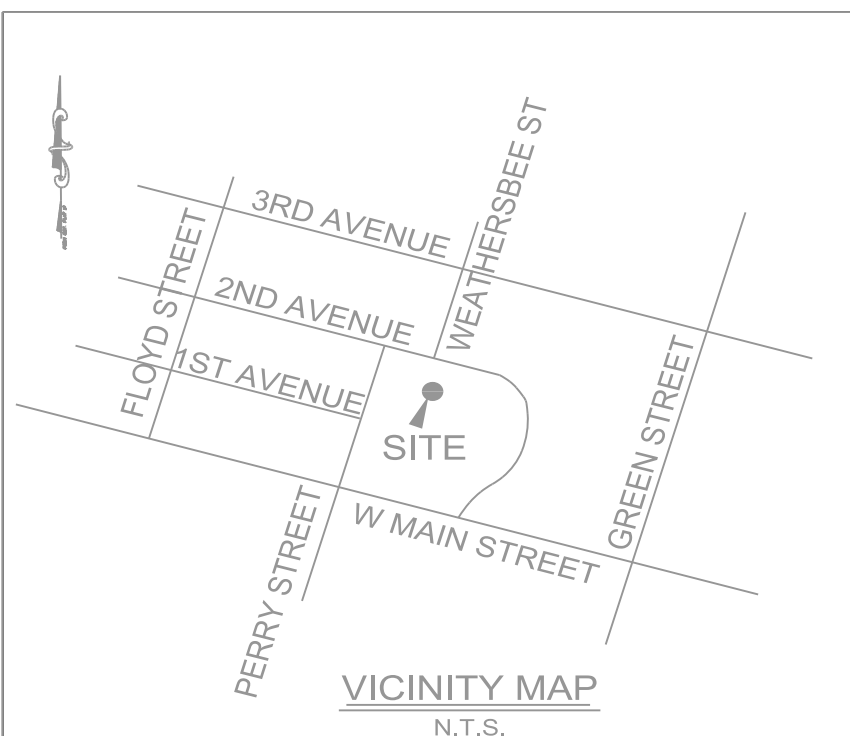 WEATHERSBEE ST
3RD AVENUE
FLOYD STREET
2ND AVENUE
1ST AVENUE
SITE
GREEN STREET
W MAIN STREET
PERRY STREET
VICINITY MAP
N.T.S.